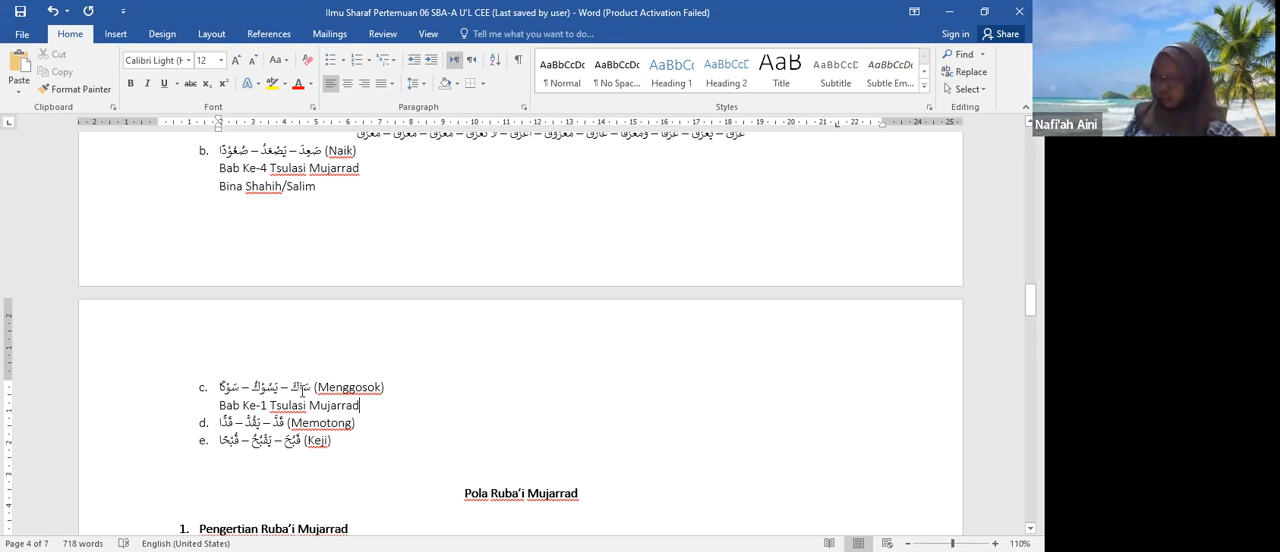 Ilmu Sharaf Pertemuan 06 SBA-A U'L CEE (Last saved by user) - Word (Product Activation Failed)
File Home Insert Design Layout References Mailings Review View Tell me what you want to do... Share
Cut Calibri Light (H 12 Find
Copy AaBbCcDc AaBbCcDc AaBbCc AaBbCcC AaB AaBbCcC AaBbCcDc Replace
Paste Format Painter ¶ Normal ¶ No Spac... Heading 1 Heading 2 Title Subtitle Subtle Em... Select
Clipboard Font Paragraph Styles Editing
Nafi'ah Aini
b. صَعِدَ – يَصْعَدُ – صُعُوْدًا (Naik)
Bab Ke-4 Tsulasi Mujarrad
Bina Shahih/Salim
c. سَاكَ – يَسُوْكُ – سَوْكًا (Menggosok)
Bab Ke-1 Tsulasi Mujarrad
d. قَدَّ – يَقُدُّ – قَدًّا (Memotong)
e. قَبُحَ – يَقْبُحُ – قُبْحًا (Keji)
Pola Ruba'i Mujarrad
1. Pengertian Ruba'i Mujarrad
Page 4 of 7 718 words English (United States) 110%